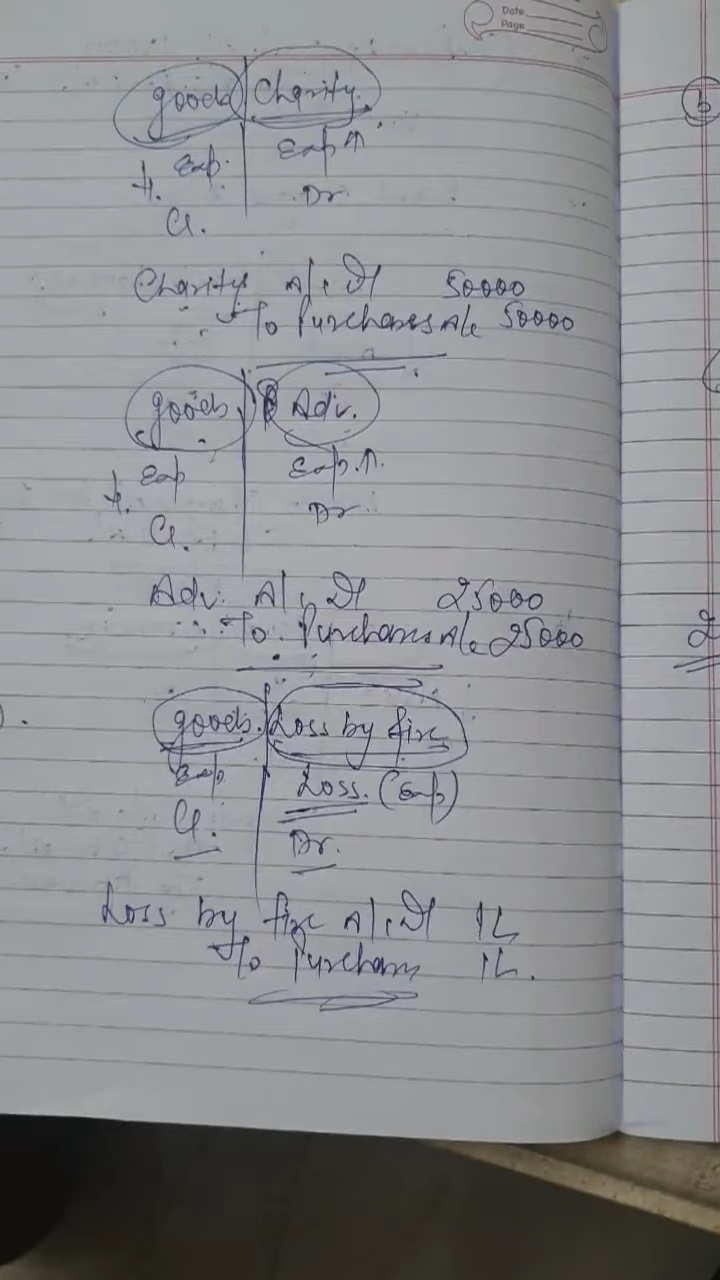 Date
Page
goods | Charity
↓ Exp. | Exp ↑
Cr. | Dr.
Charity A/c Dr 50000
To Purchases A/c 50000
goods | Adv.
↓ Exp | Exp. ↑.
Cr. | Dr.
Adv. A/c Dr 25000
To Purchases A/c 25000
goods. | Loss by fire
Exp | Loss. (Exp)
Cr. | Dr.
Loss by fire A/c Dr 1L
To Purchases 1L.
b
2